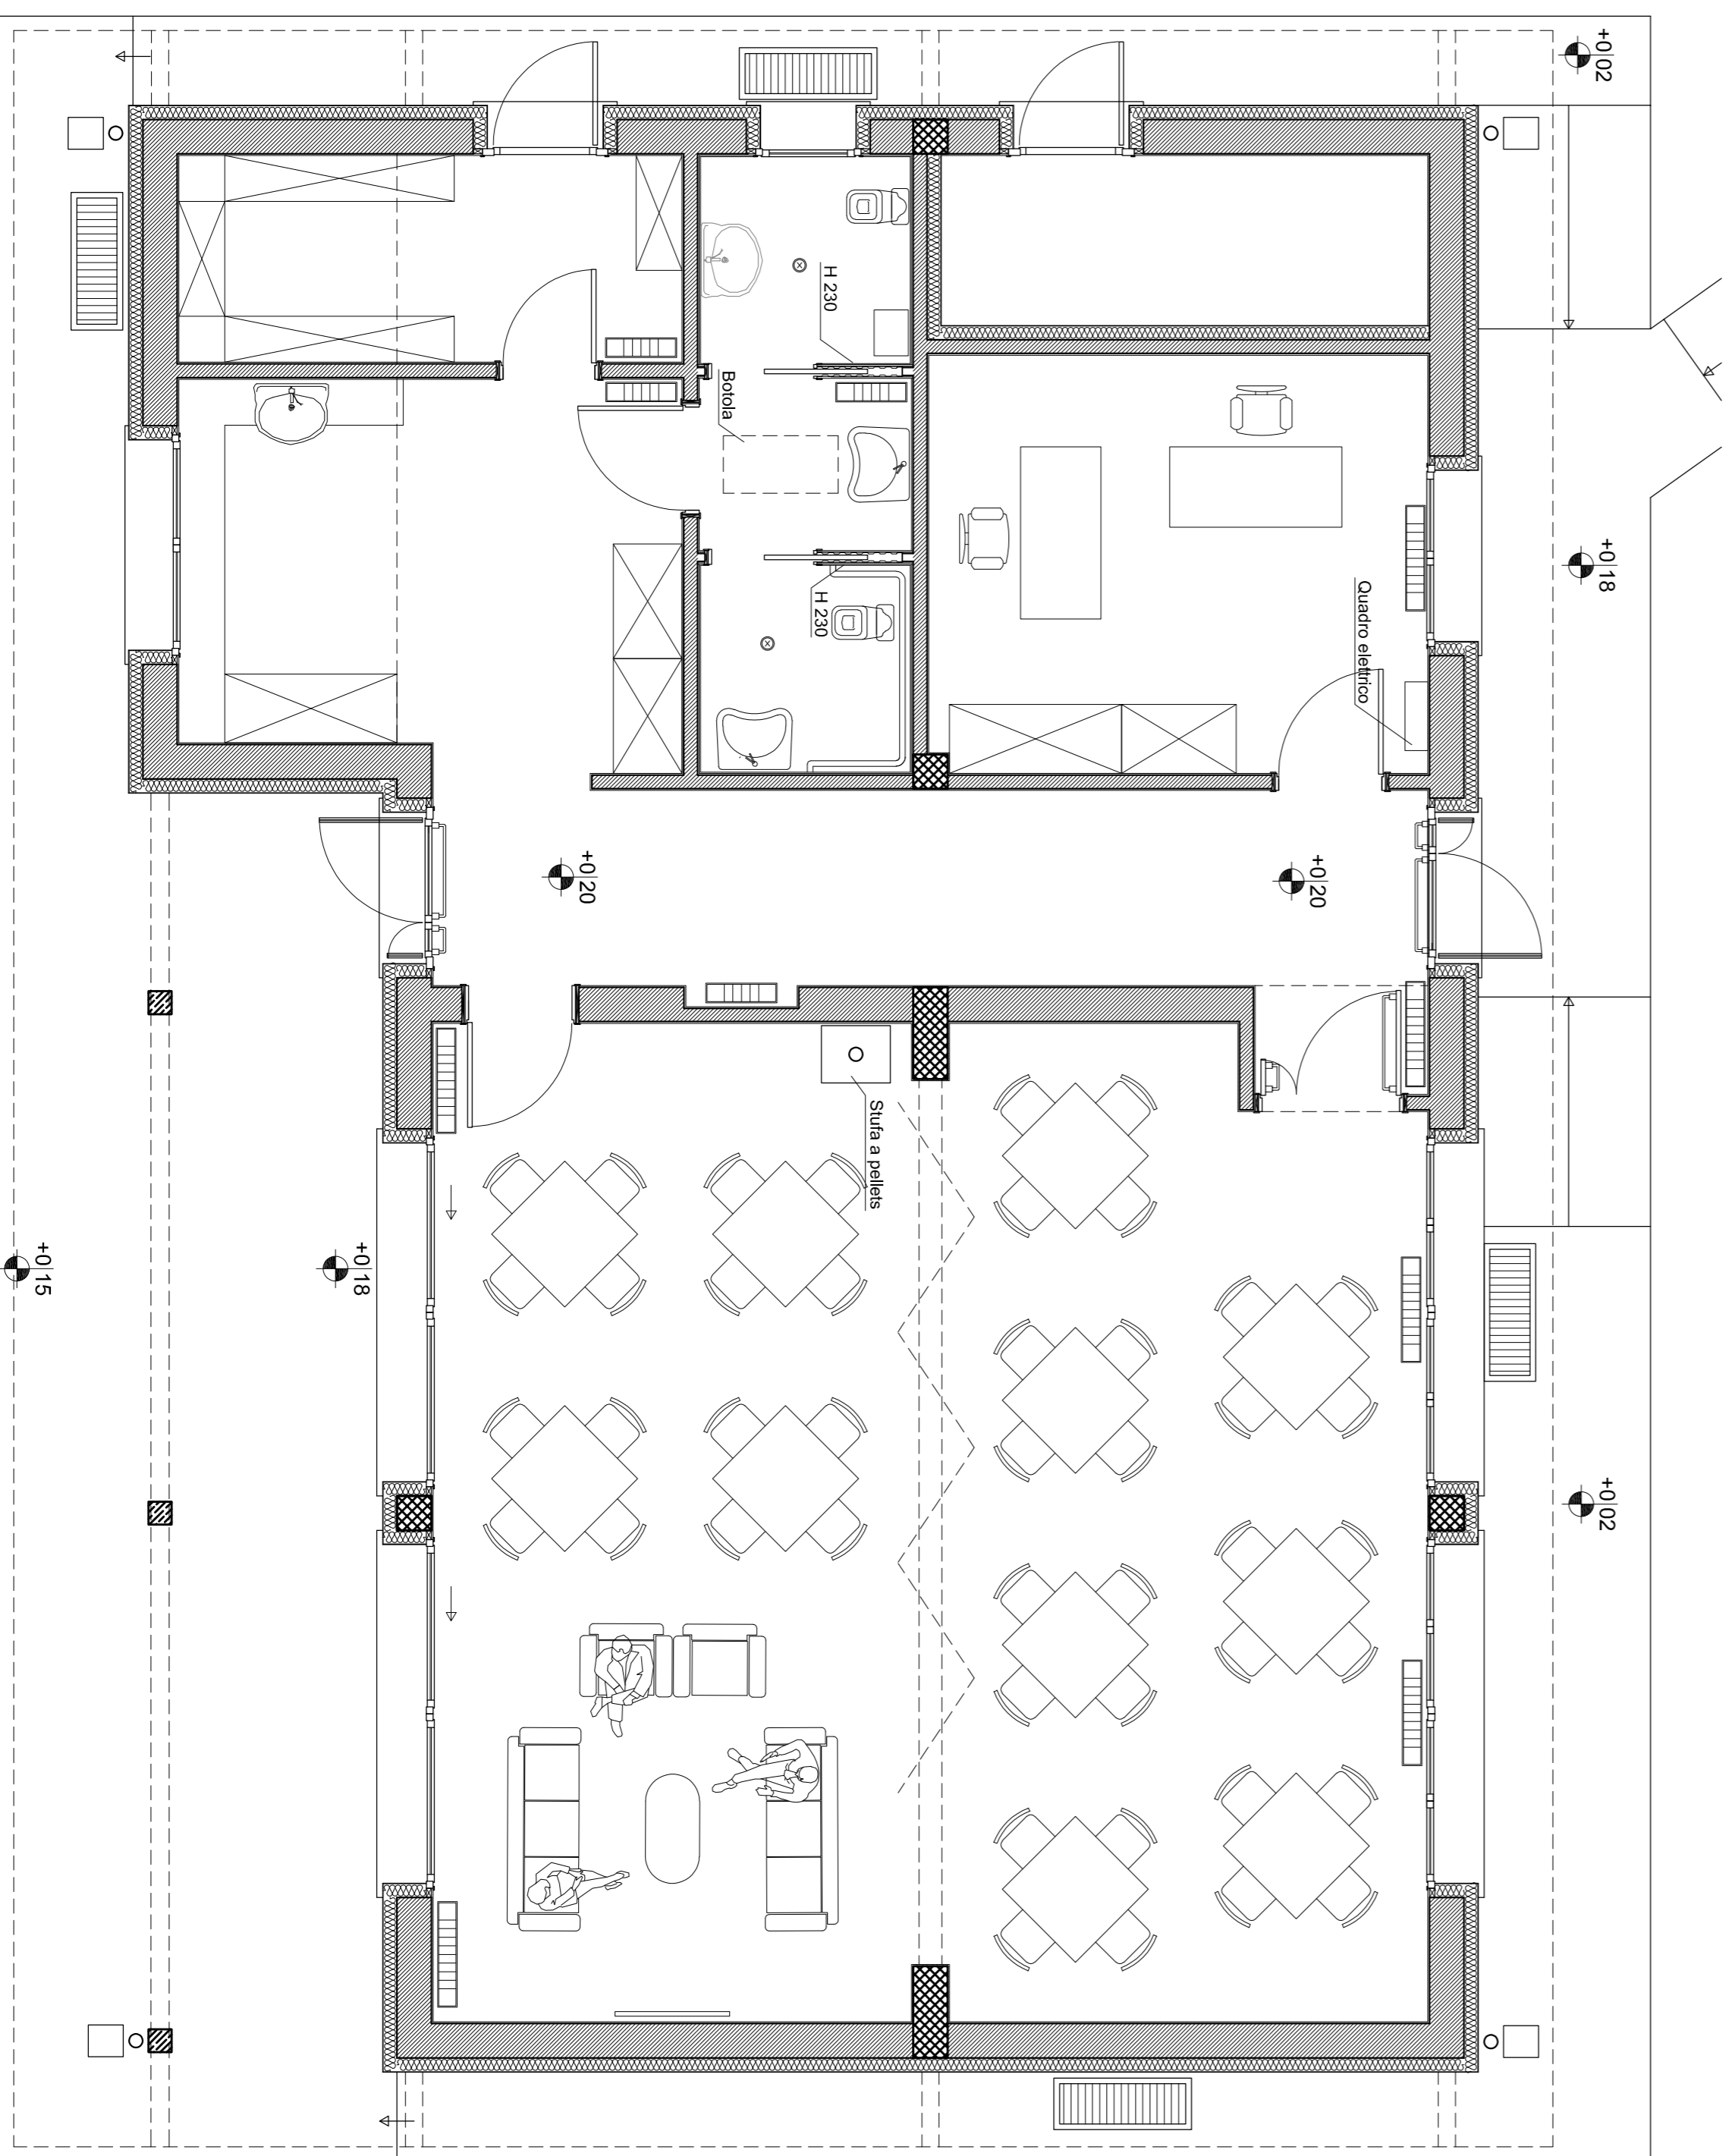 +0.02
+0.18
+0.02
Quadro elettrico
+0.20
Stufa a pellets
H 230
H 230
Botola
+0.20
+0.18
+0.15